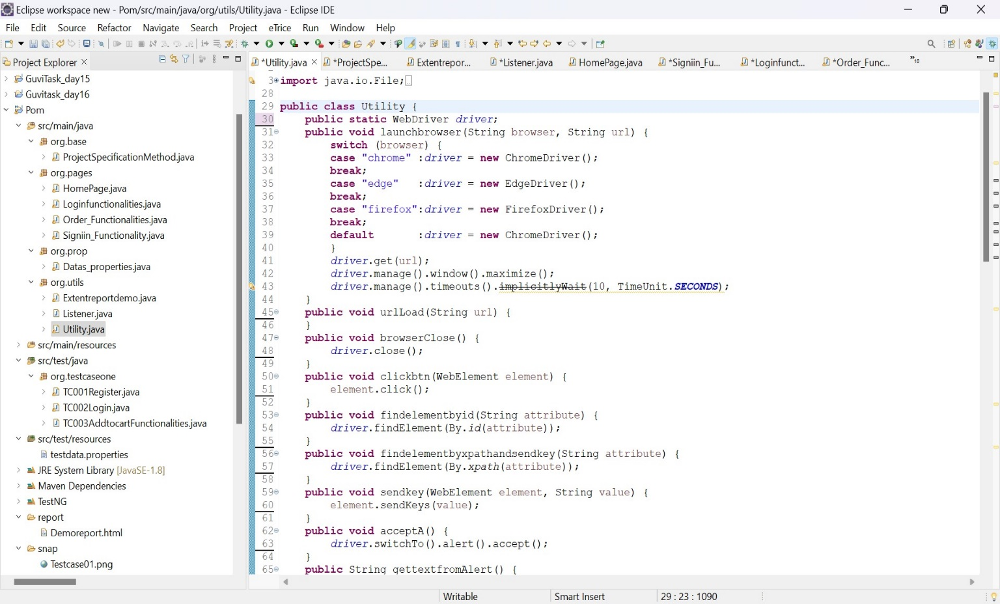 Eclipse workspace new - Pom/src/main/java/org/utils/Utility.java - Eclipse IDE
File Edit Source Refactor Navigate Search Project eTrice Run Window Help
Project Explorer
GuviTask_day15
Guvitask_day16
Pom
src/main/java
org.base
ProjectSpecificationMethod.java
org.pages
HomePage.java
Loginfunctionalities.java
Order_Functionalities.java
Signiin_Functionality.java
org.prop
Datas_properties.java
org.utils
Extentreportdemo.java
Listener.java
Utility.java
src/main/resources
src/test/java
org.testcaseone
TC001Register.java
TC002Login.java
TC003AddtocartFunctionalities.java
src/test/resources
testdata.properties
JRE System Library [JavaSE-1.8]
Maven Dependencies
TestNG
report
Demoreport.html
snap
Testcase01.png
*Utility.java *ProjectSpe... Extentrepor... *Listener.java HomePage.java *Signiin_Fu... *Loginfunct... *Order_Func... »10
3 import java.io.File;
28
29 public class Utility {
30 public static WebDriver driver;
31 public void launchbrowser(String browser, String url) {
32 switch (browser) {
33 case "chrome" :driver = new ChromeDriver();
34 break;
35 case "edge" :driver = new EdgeDriver();
36 break;
37 case "firefox":driver = new FirefoxDriver();
38 break;
39 default :driver = new ChromeDriver();
40 }
41 driver.get(url);
42 driver.manage().window().maximize();
43 driver.manage().timeouts().implicitlyWait(10, TimeUnit.SECONDS);
44 }
45 public void urlLoad(String url) {
46 }
47 public void browserClose() {
48 driver.close();
49 }
50 public void clickbtn(WebElement element) {
51 element.click();
52 }
53 public void findelementbyid(String attribute) {
54 driver.findElement(By.id(attribute));
55 }
56 public void findelementbyxpathandsendkey(String attribute) {
57 driver.findElement(By.xpath(attribute));
58 }
59 public void sendkey(WebElement element, String value) {
60 element.sendKeys(value);
61 }
62 public void acceptA() {
63 driver.switchTo().alert().accept();
64 }
65 public String gettextfromAlert() {
Writable Smart Insert 29 : 23 : 1090